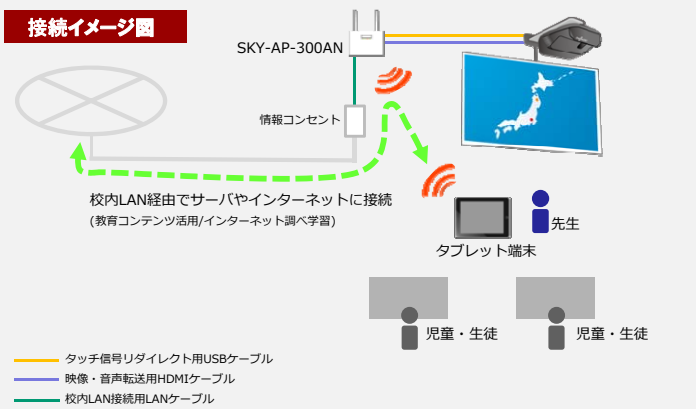 接続イメージ図
SKY-AP-300AN
情報コンセント
校内LAN経由でサーバやインターネットに接続
(教育コンテンツ活用/インターネット調べ学習)
先生
タブレット端末
児童・生徒
児童・生徒
タッチ信号リダイレクト用USBケーブル
映像・音声転送用HDMIケーブル
校内LAN接続用LANケーブル